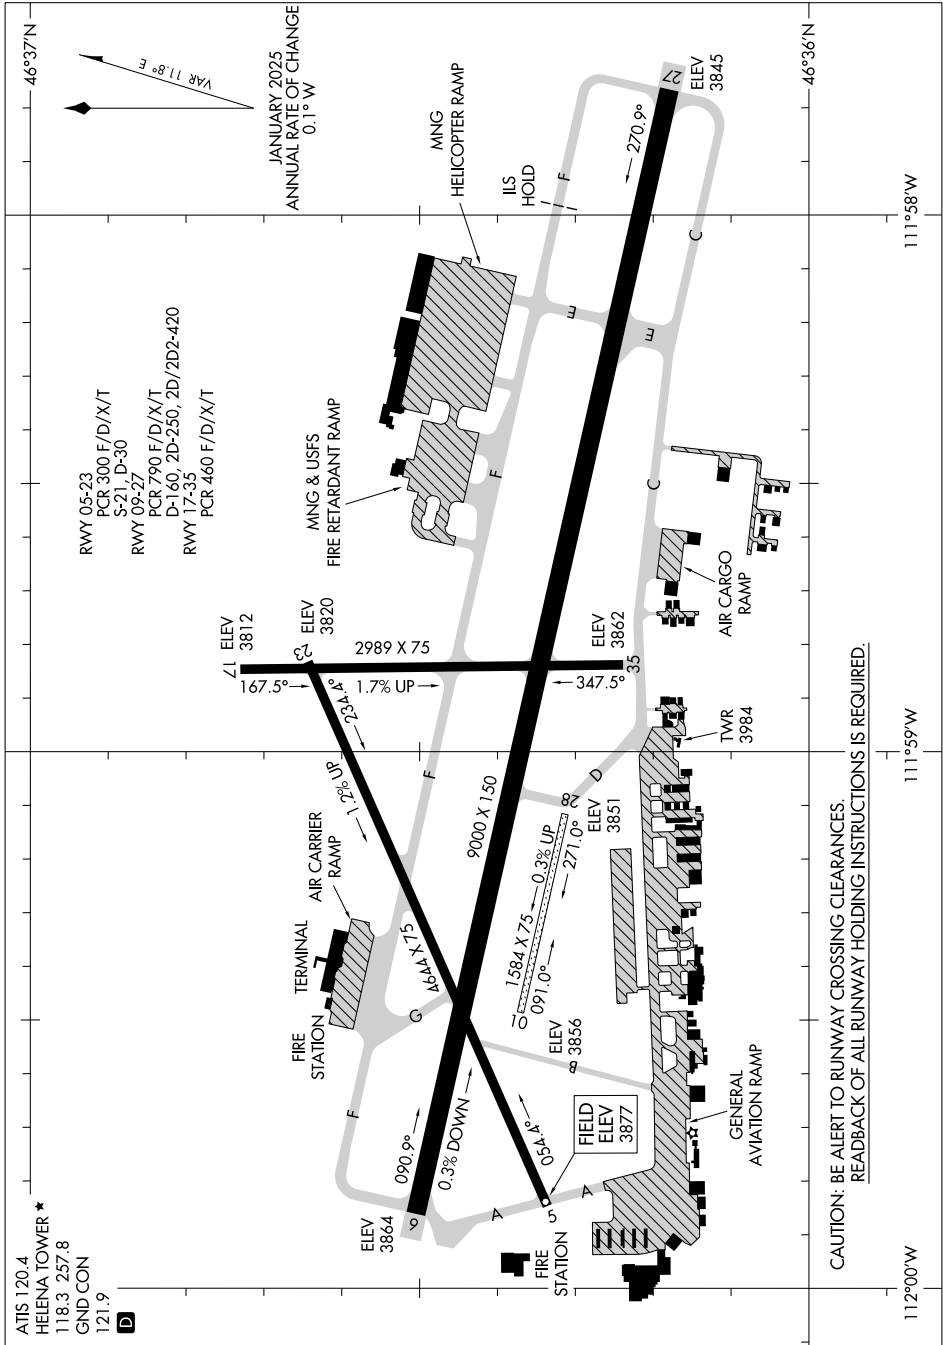 ATIS 120.4
HELENA TOWER ★
118.3 257.8
GND CON
121.9
D
VAR 11.8° E
JANUARY 2025
ANNUAL RATE OF CHANGE
0.1° W
46°37'N
46°36'N
111°58'W
111°59'W
112°00'W
RWY 05-23
PCR 300 F/D/X/T
S-21, D-30
RWY 09-27
PCR 790 F/D/X/T
D-160, 2D-250, 2D/2D2-420
RWY 17-35
PCR 460 F/D/X/T
MNG
HELICOPTER RAMP
ILS
HOLD
MNG & USFS
FIRE RETARDANT RAMP
27
ELEV
3845
270.9°
F
C
E
E
F
C
17
ELEV
3812
23
ELEV
3820
2989 X 75
167.5°
1.7% UP
347.5°
35
ELEV
3862
234.4°
1.2% UP
F
AIR CARGO
RAMP
TWR
3984
D
28
ELEV
3851
9000 X 150
0.3% UP
271.0°
1584 X 75
091.0°
10
ELEV
3856
AIR CARRIER
RAMP
TERMINAL
FIRE
STATION
4644 X 75
G
B
F
090.9°
0.3% DOWN
054.4°
9
ELEV
3864
FIELD
ELEV
3877
5
A
A
FIRE
STATION
GENERAL
AVIATION RAMP
CAUTION: BE ALERT TO RUNWAY CROSSING CLEARANCES.
READBACK OF ALL RUNWAY HOLDING INSTRUCTIONS IS REQUIRED.